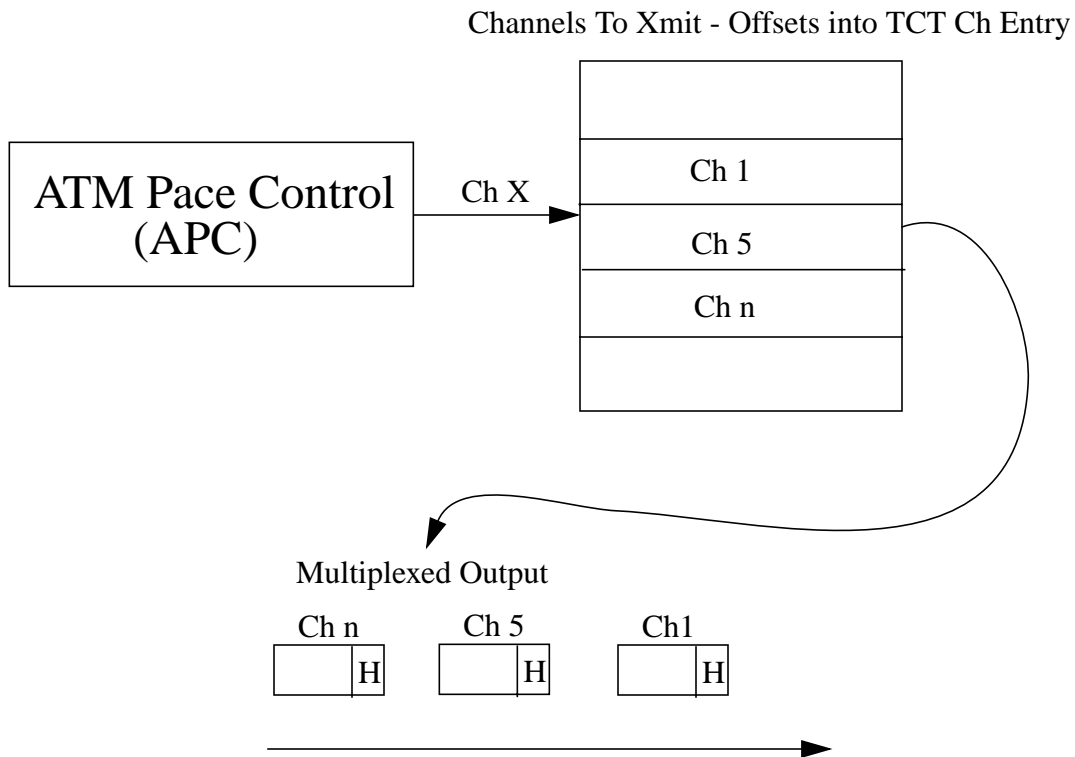 Channels To Xmit - Offsets into TCT Ch Entry
ATM Pace Control
(APC)
Ch X
Ch 1
Ch 5
Ch n
Multiplexed Output
Ch n
Ch 5
Ch1
H
H
H